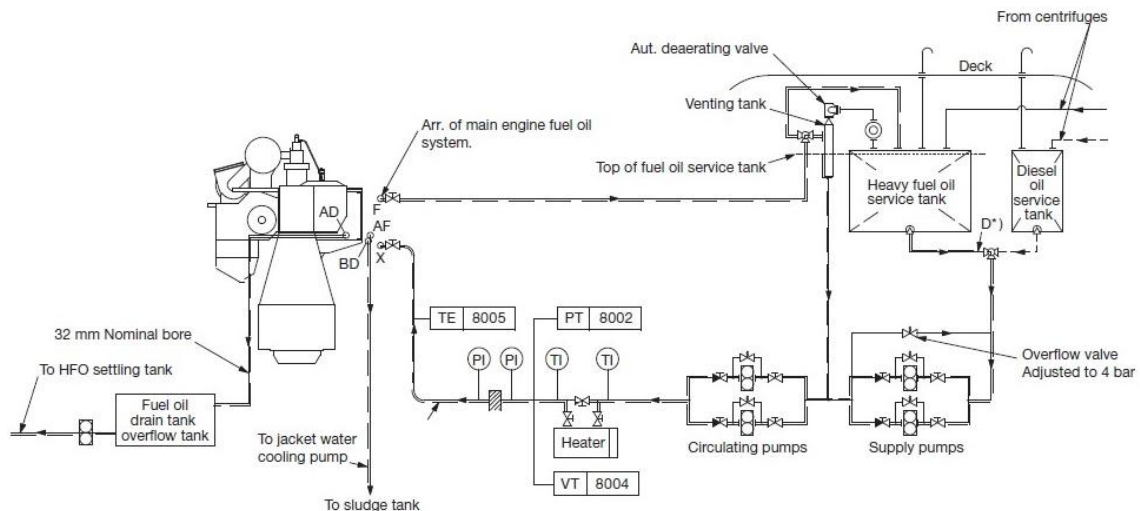 From centrifuges
Aut. deaerating valve
Deck
Venting tank
Arr. of main engine fuel oil
system.
Top of fuel oil service tank
Heavy fuel oil
service tank
Diesel
oil
service
tank
AD
F
AF
BD
X
D*)
TE 8005
PT 8002
32 mm Nominal bore
PI
PI
TI
TI
Overflow valve
Adjusted to 4 bar
To HFO settling tank
Fuel oil
drain tank
overflow tank
To jacket water
cooling pump
Heater
Circulating pumps
Supply pumps
VT 8004
To sludge tank